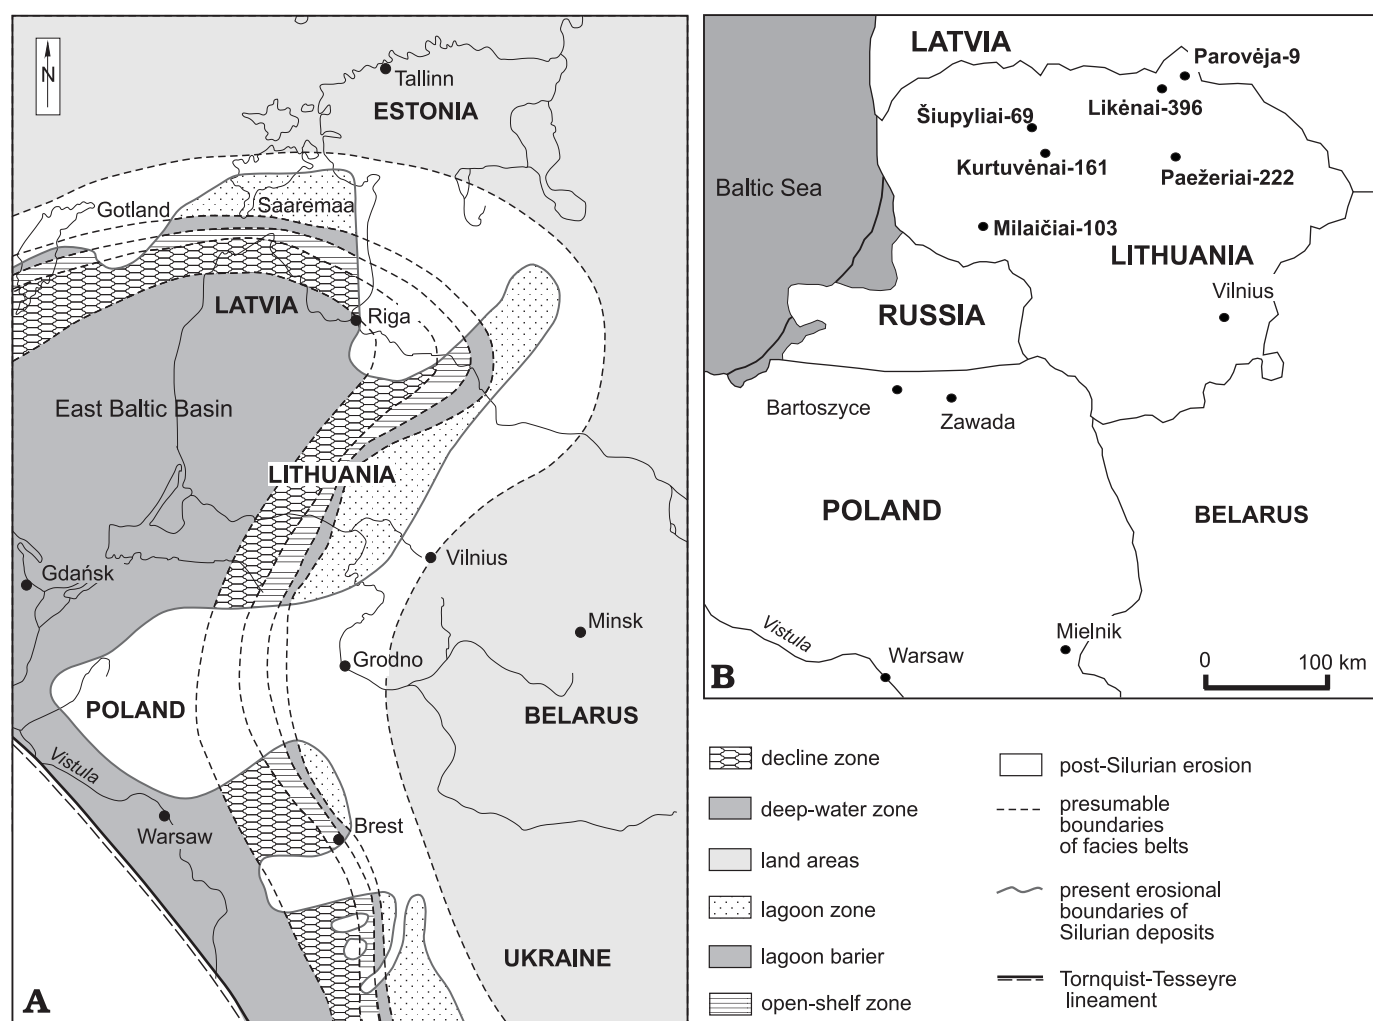 N
Tallinn
ESTONIA
Gotland
Saaremaa
LATVIA
Riga
East Baltic Basin
LITHUANIA
Vilnius
Gdańsk
Minsk
Grodno
POLAND
BELARUS
Vistula
Warsaw
Brest
UKRAINE
A
LATVIA
Parovėja-9
Likėnai-396
Šiupyliai-69
Kurtuvėnai-161
Paežeriai-222
Baltic Sea
Milaičiai-103
LITHUANIA
Vilnius
RUSSIA
Bartoszyce
Zawada
POLAND
BELARUS
Vistula
Mielnik
Warsaw
0 100 km
B
decline zone
deep-water zone
land areas
lagoon zone
lagoon barier
open-shelf zone
post-Silurian erosion
presumable
boundaries
of facies belts
present erosional
boundaries of
Silurian deposits
Tornquist-Tesseyre
lineament